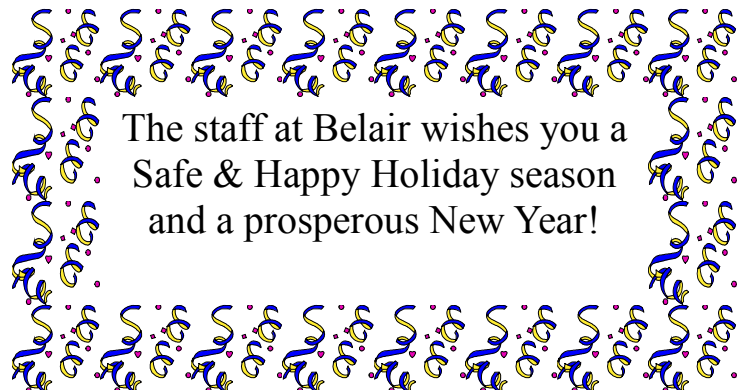 The staff at Belair wishes you a
Safe & Happy Holiday season
and a prosperous New Year!